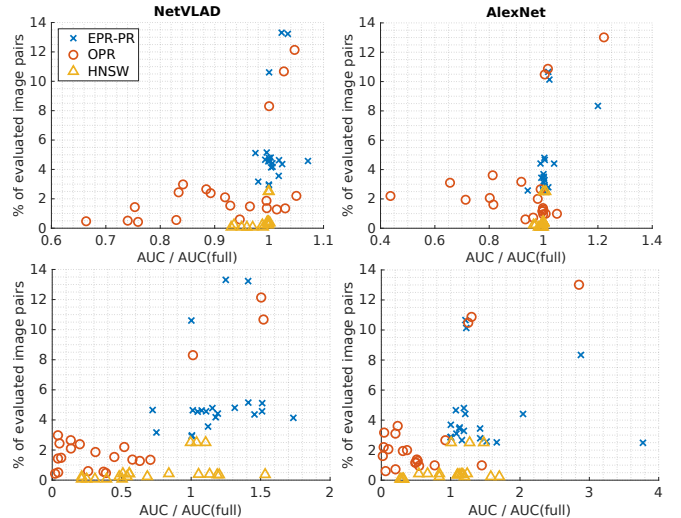 NetVLAD
AlexNet
14
12
10
8
6
4
2
0
% of evaluated image pairs
EPR-PR
OPR
HNSW
0.6 0.7 0.8 0.9 1 1.1
AUC / AUC(full)
14
12
10
8
6
4
2
0
% of evaluated image pairs
0.4 0.6 0.8 1 1.2 1.4
AUC / AUC(full)
14
12
10
8
6
4
2
0
% of evaluated image pairs
0 0.5 1 1.5 2
AUC / AUC(full)
14
12
10
8
6
4
2
0
% of evaluated image pairs
0 1 2 3 4
AUC / AUC(full)